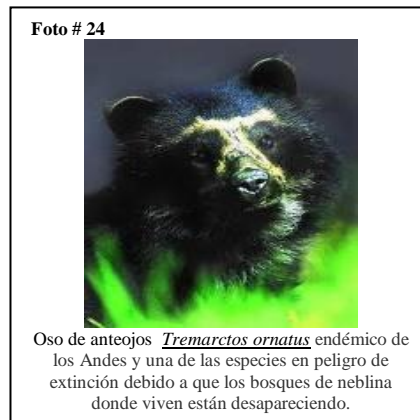 Foto # 24
Oso de anteojos Tremarctos ornatus endémico de
los Andes y una de las especies en peligro de
extinción debido a que los bosques de neblina
donde viven están desapareciendo.